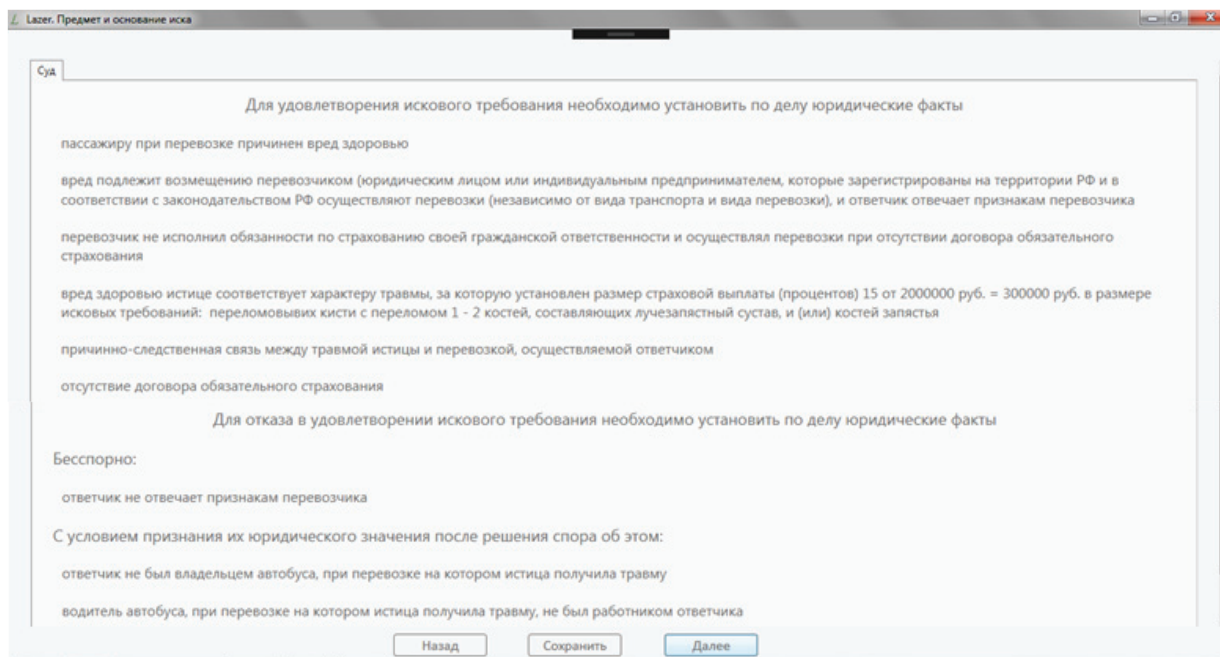 Lazer. Предмет и основание иска
Суд
Для удовлетворения искового требования необходимо установить по делу юридические факты
пассажиру при перевозке причинен вред здоровью
вред подлежит возмещению перевозчиком (юридическим лицом или индивидуальным предпринимателем, которые зарегистрированы на территории РФ и в
соответствии с законодательством РФ осуществляют перевозки (независимо от вида транспорта и вида перевозки), и ответчик отвечает признакам перевозчика
перевозчик не исполнил обязанности по страхованию своей гражданской ответственности и осуществлял перевозки при отсутствии договора обязательного
страхования
вред здоровью истице соответствует характеру травмы, за которую установлен размер страховой выплаты (процентов) 15 от 2000000 руб. = 300000 руб. в размере
исковых требований: переломовывих кисти с переломом 1 - 2 костей, составляющих лучезапястный сустав, и (или) костей запястья
причинно-следственная связь между травмой истицы и перевозкой, осуществляемой ответчиком
отсутствие договора обязательного страхования
Для отказа в удовлетворении искового требования необходимо установить по делу юридические факты
Бесспорно:
ответчик не отвечает признакам перевозчика
С условием признания их юридического значения после решения спора об этом:
ответчик не был владельцем автобуса, при перевозке на котором истица получила травму
водитель автобуса, при перевозке на котором истица получила травму, не был работником ответчика
Назад Сохранить Далее